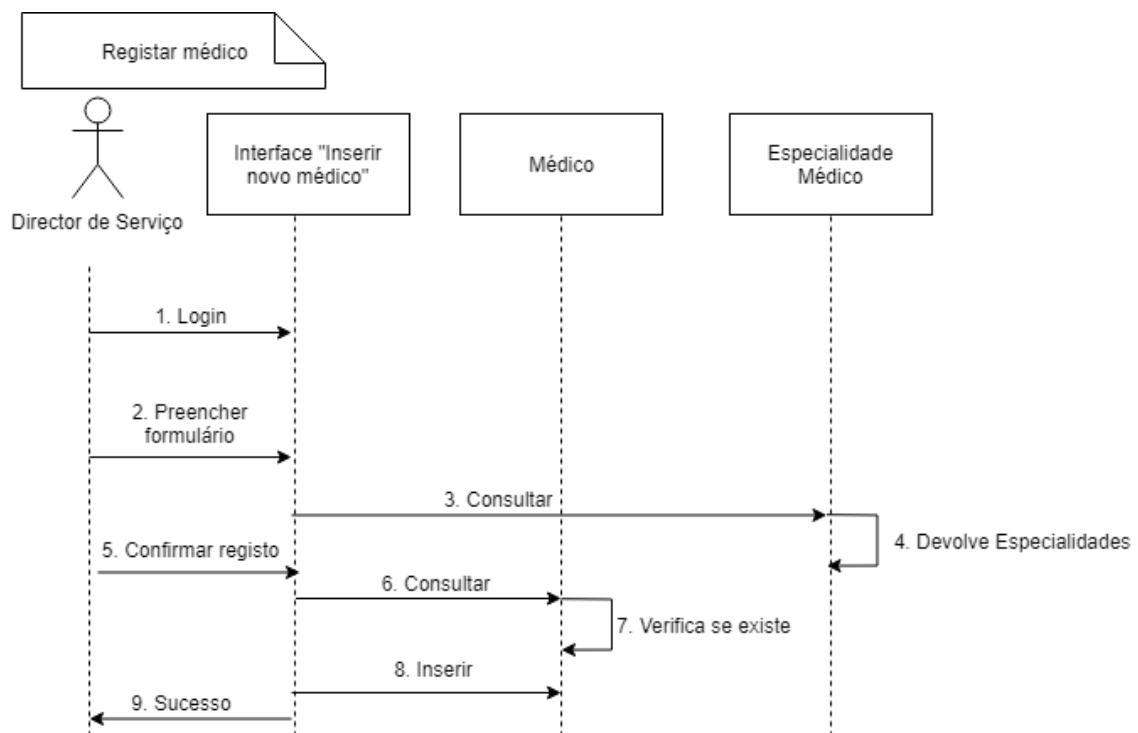 Registar médico
Interface "Inserir
novo médico"
Médico
Especialidade
Médico
Director de Serviço
1. Login
2. Preencher
formulário
3. Consultar
4. Devolve Especialidades
5. Confirmar registo
6. Consultar
7. Verifica se existe
8. Inserir
9. Sucesso